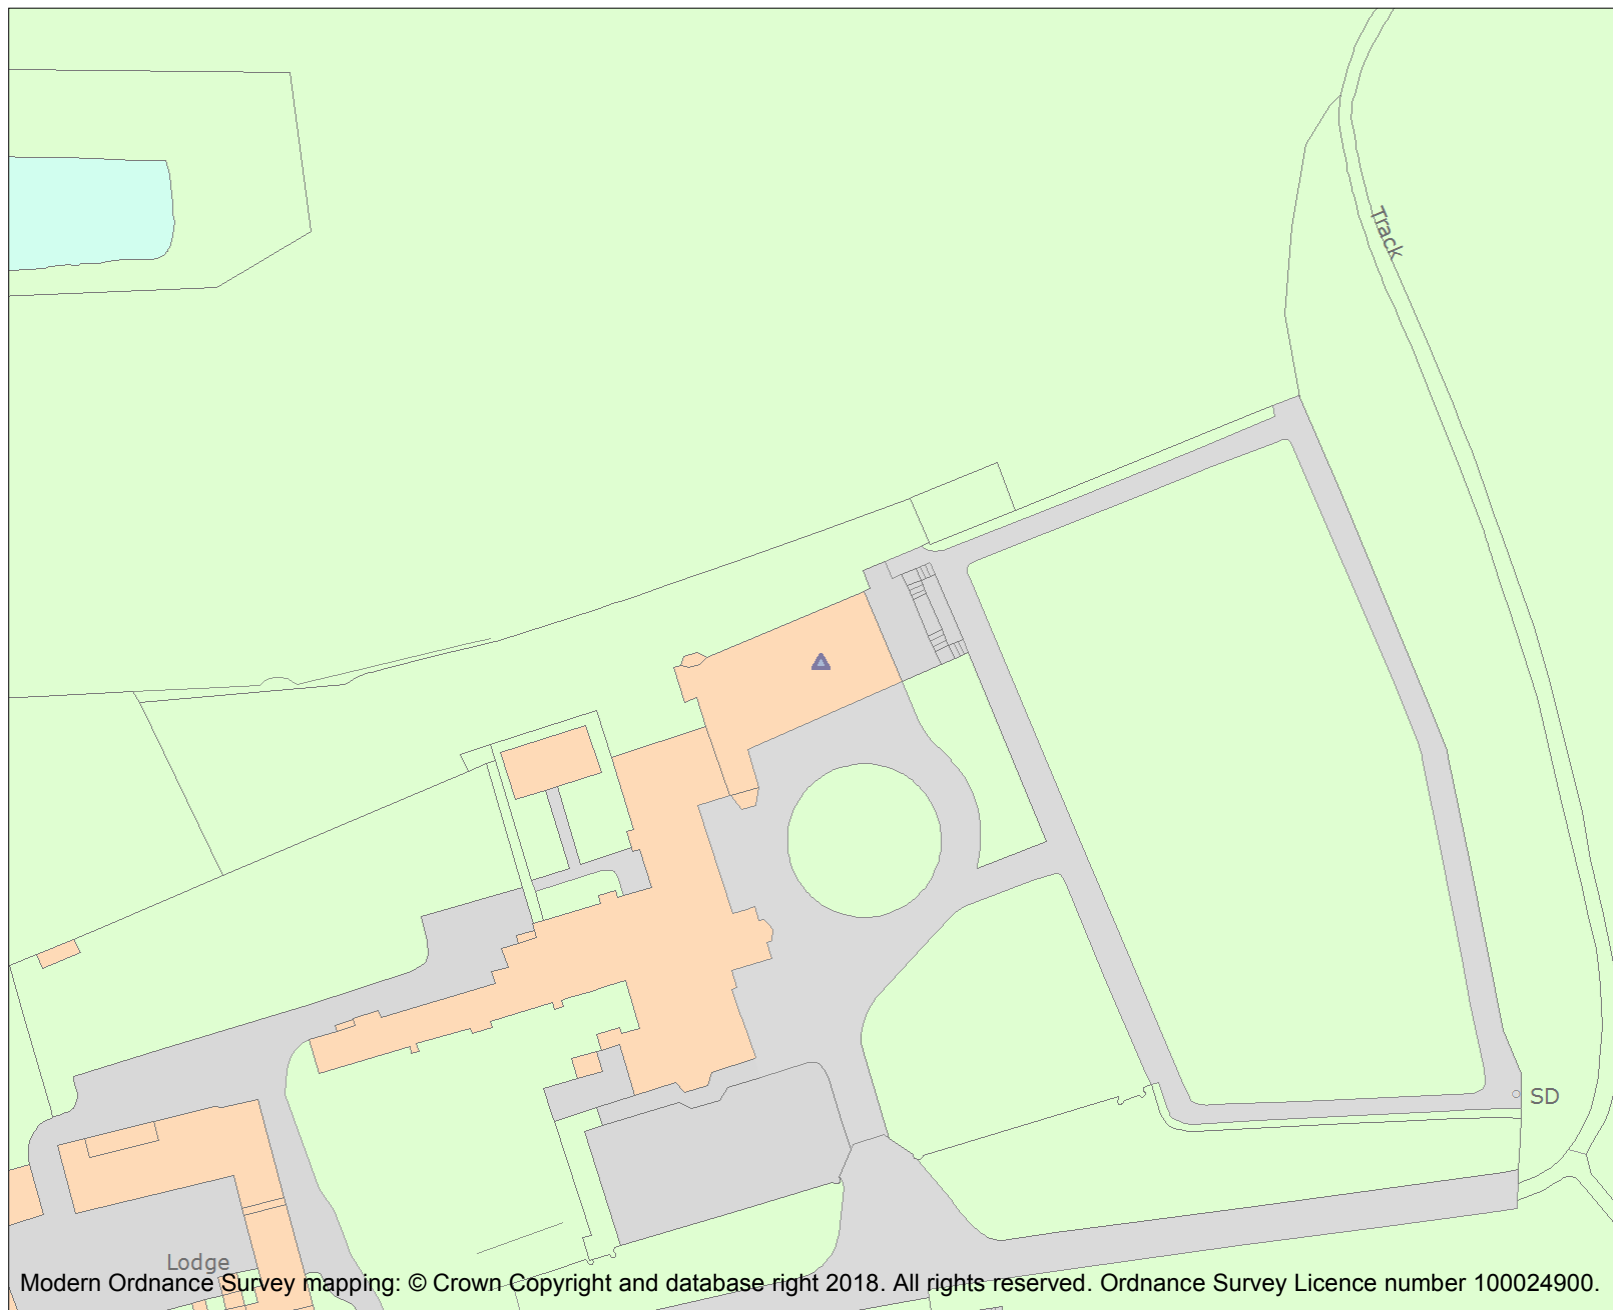 Track
SD
Lodge
Modern Ordnance Survey mapping: © Crown Copyright and database right 2018. All rights reserved. Ordnance Survey Licence number 100024900.